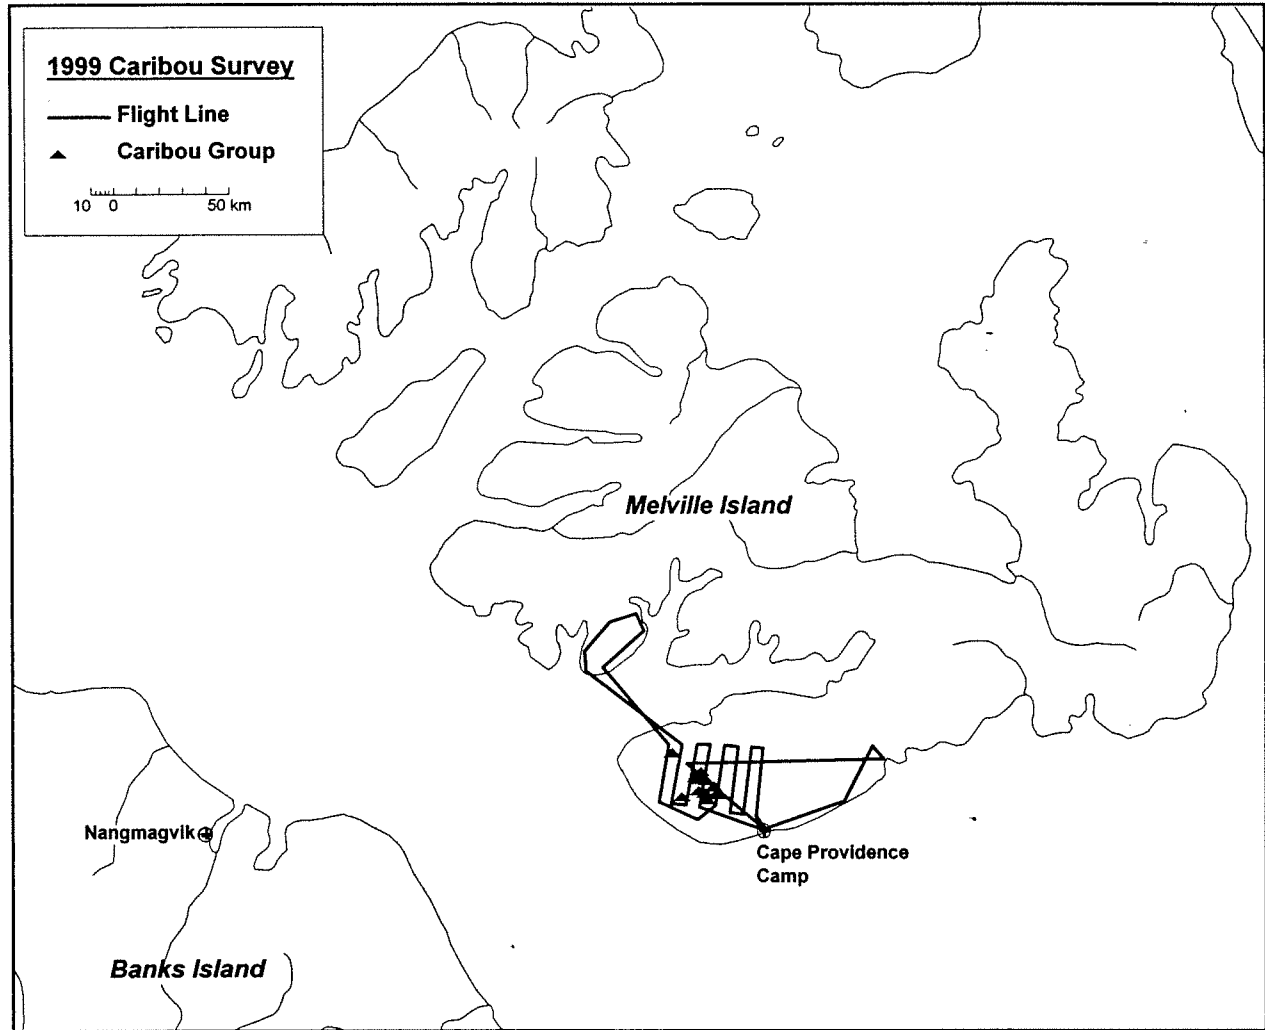 1999 Caribou Survey
Flight Line
Caribou Group
10 0 50 km
Melville Island
Nangmagvik
Cape Providence
Camp
Banks Island